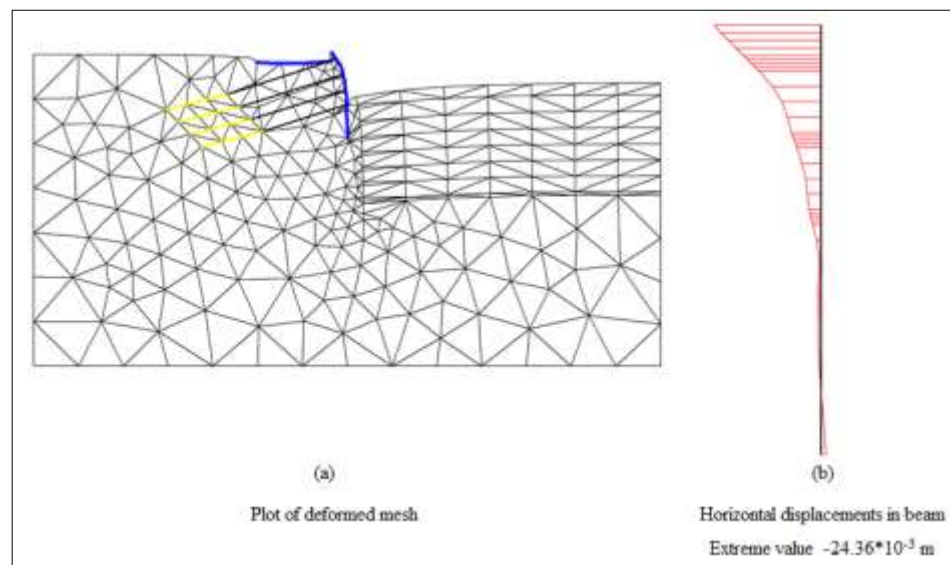 (a)
Plot of deformed mesh
(b)
Horizontal displacements in beam
Extreme value -24.36*10⁻³ m